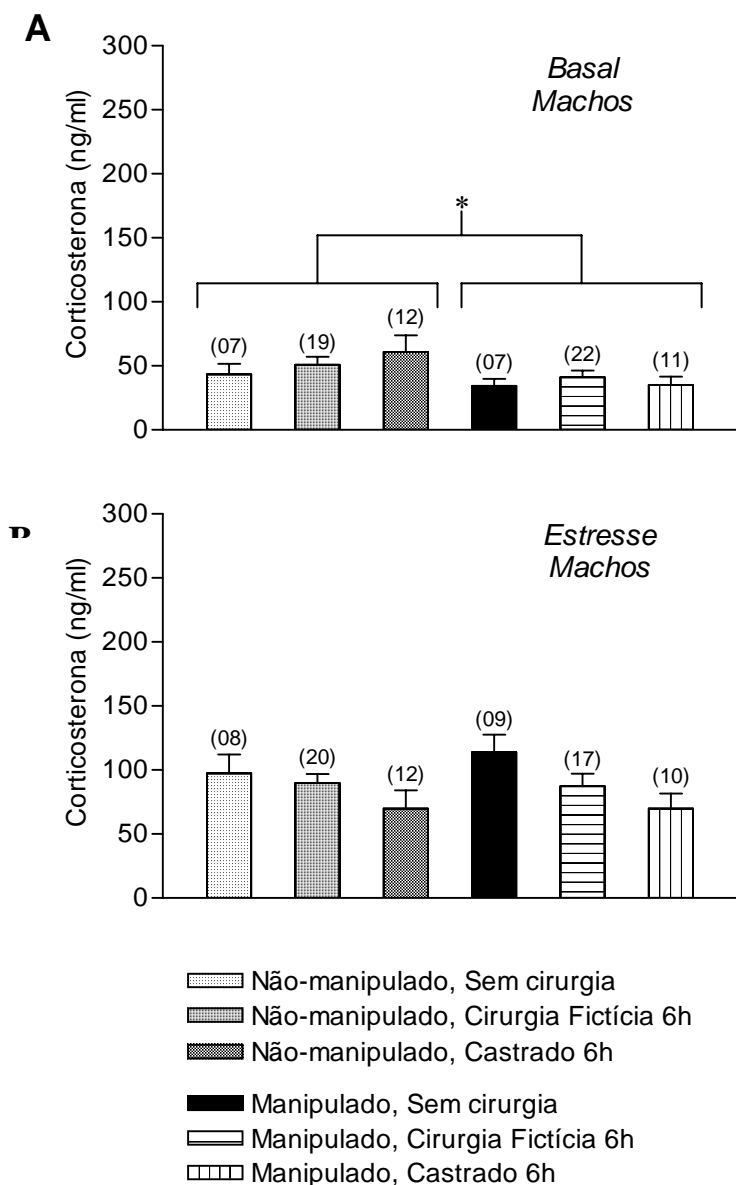 A
300
250
200
150
100
50
0
Corticosterona (ng/ml)
Basal
Machos
*
(07)
(19)
(12)
(07)
(22)
(11)
B
300
250
200
150
100
50
0
Corticosterona (ng/ml)
Estresse
Machos
(08)
(20)
(12)
(09)
(17)
(10)
Não-manipulado, Sem cirurgia
Não-manipulado, Cirurgia Fictícia 6h
Não-manipulado, Castrado 6h
Manipulado, Sem cirurgia
Manipulado, Cirurgia Fictícia 6h
Manipulado, Castrado 6h